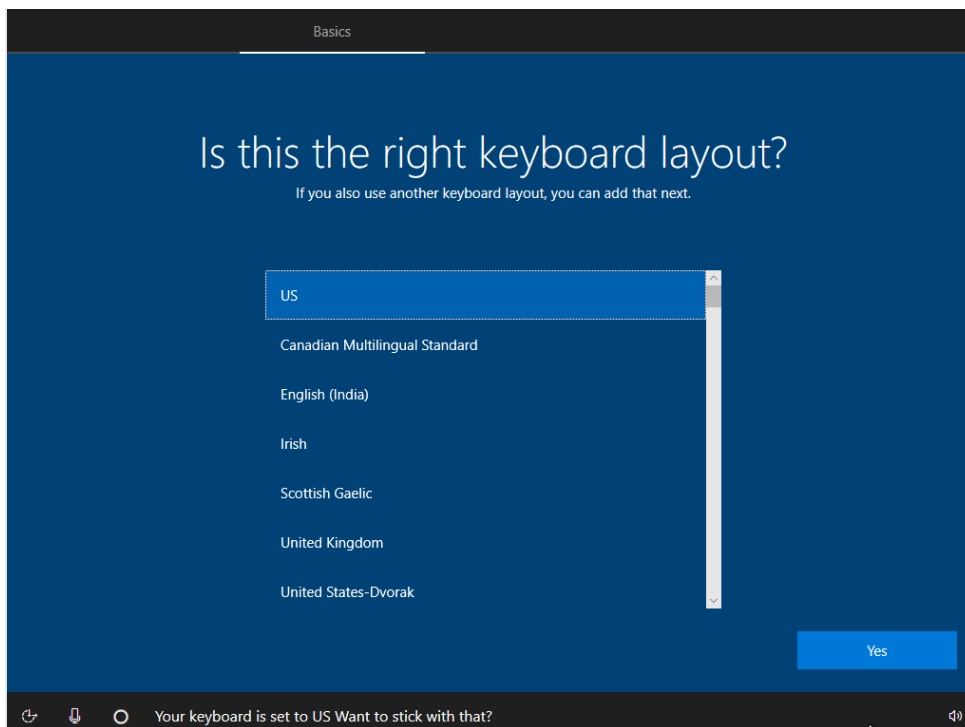 Basics
Is this the right keyboard layout?
If you also use another keyboard layout, you can add that next.
US
Canadian Multilingual Standard
English (India)
Irish
Scottish Gaelic
United Kingdom
United States-Dvorak
Yes
Your keyboard is set to US Want to stick with that?